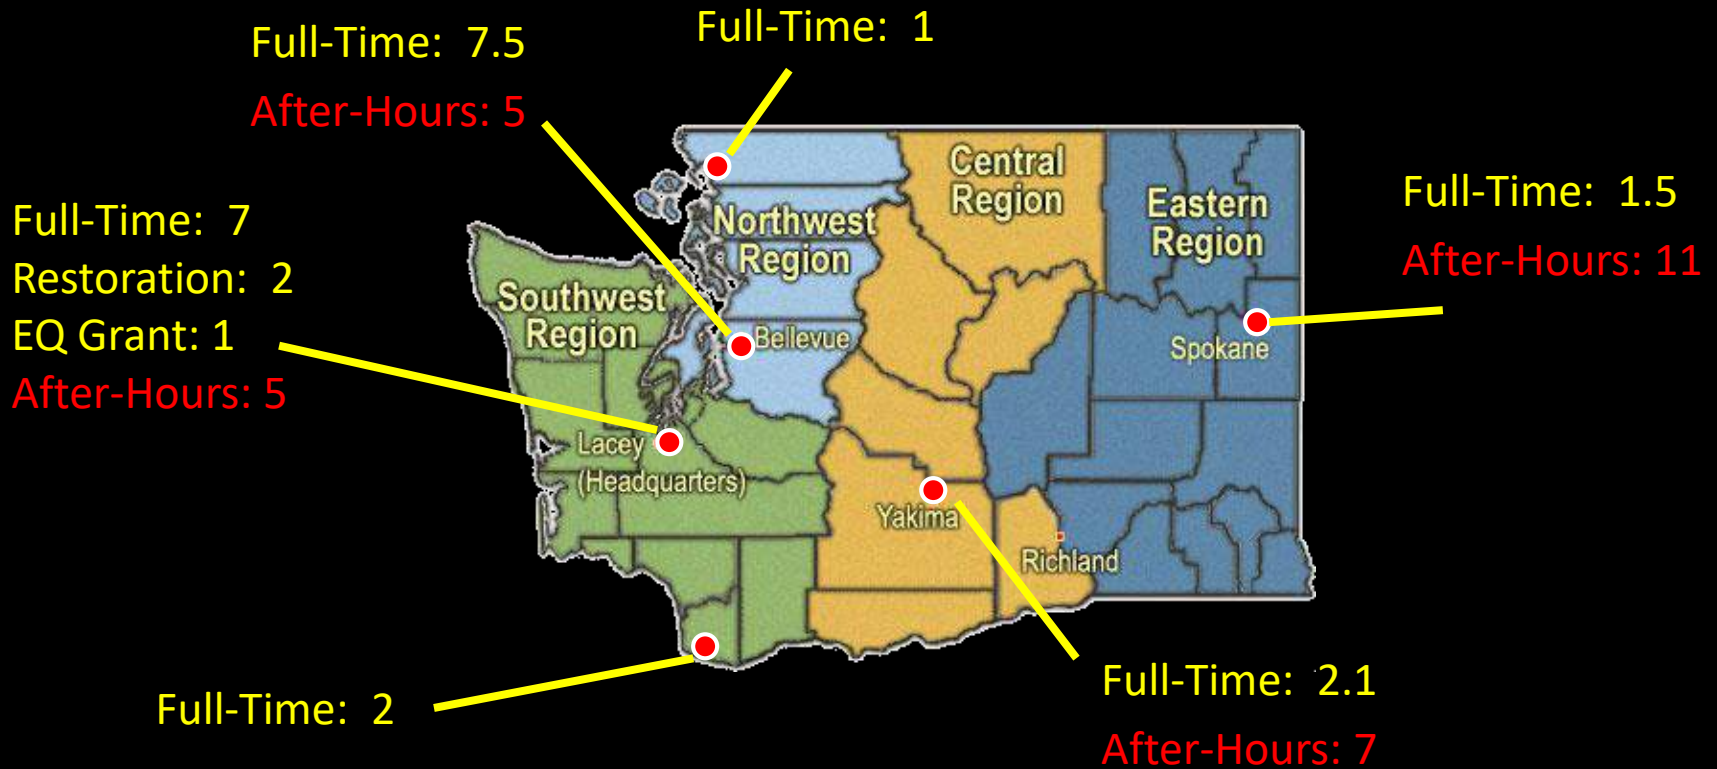 Full-Time: 7.5
After-Hours: 5
Full-Time: 1
Full-Time: 7
Restoration: 2
EQ Grant: 1
After-Hours: 5
Full-Time: 1.5
After-Hours: 11
Central
Region
Eastern
Region
Northwest
Region
Southwest
Region
Bellevue
Spokane
Lacey
(Headquarters)
Yakima
Richland
Full-Time: 2
Full-Time: 2.1
After-Hours: 7